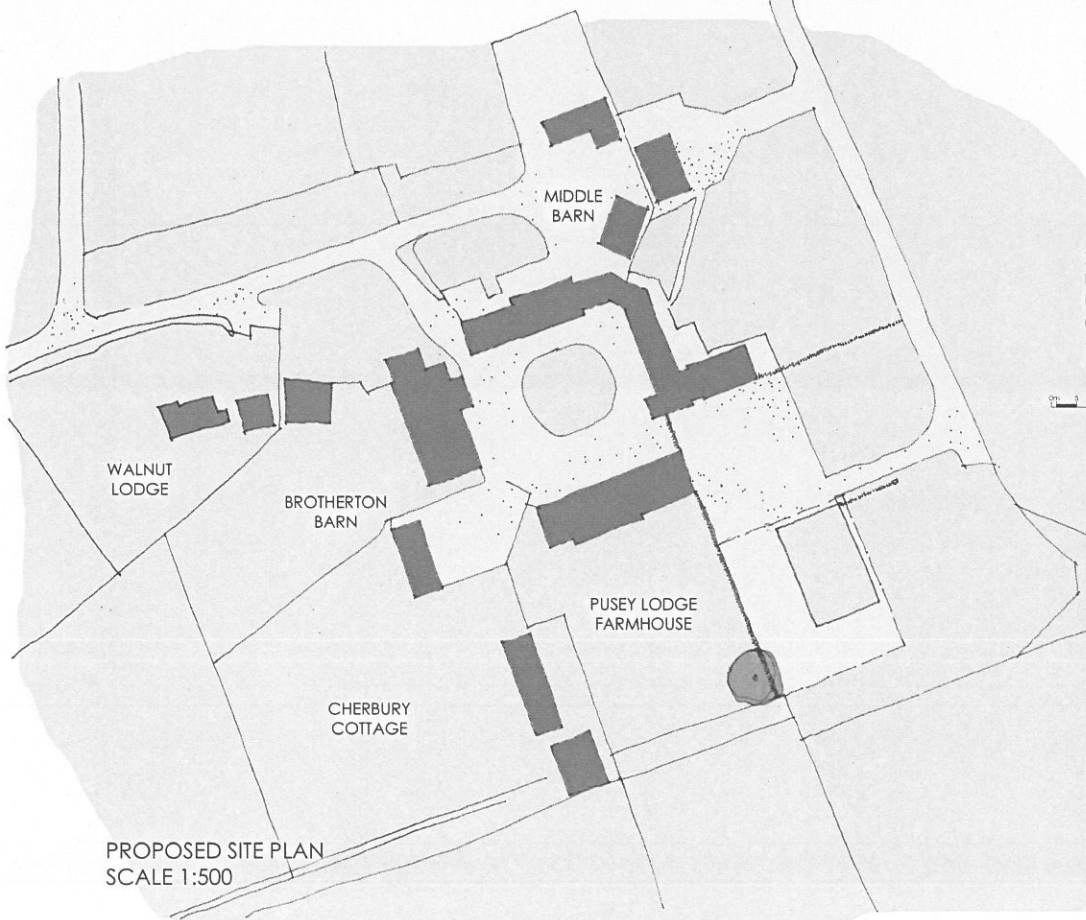 MIDDLE
BARN
WALNUT
LODGE
BROTHERTON
BARN
PUSEY LODGE
FARMHOUSE
CHERBURY
COTTAGE
PROPOSED SITE PLAN
SCALE 1:500